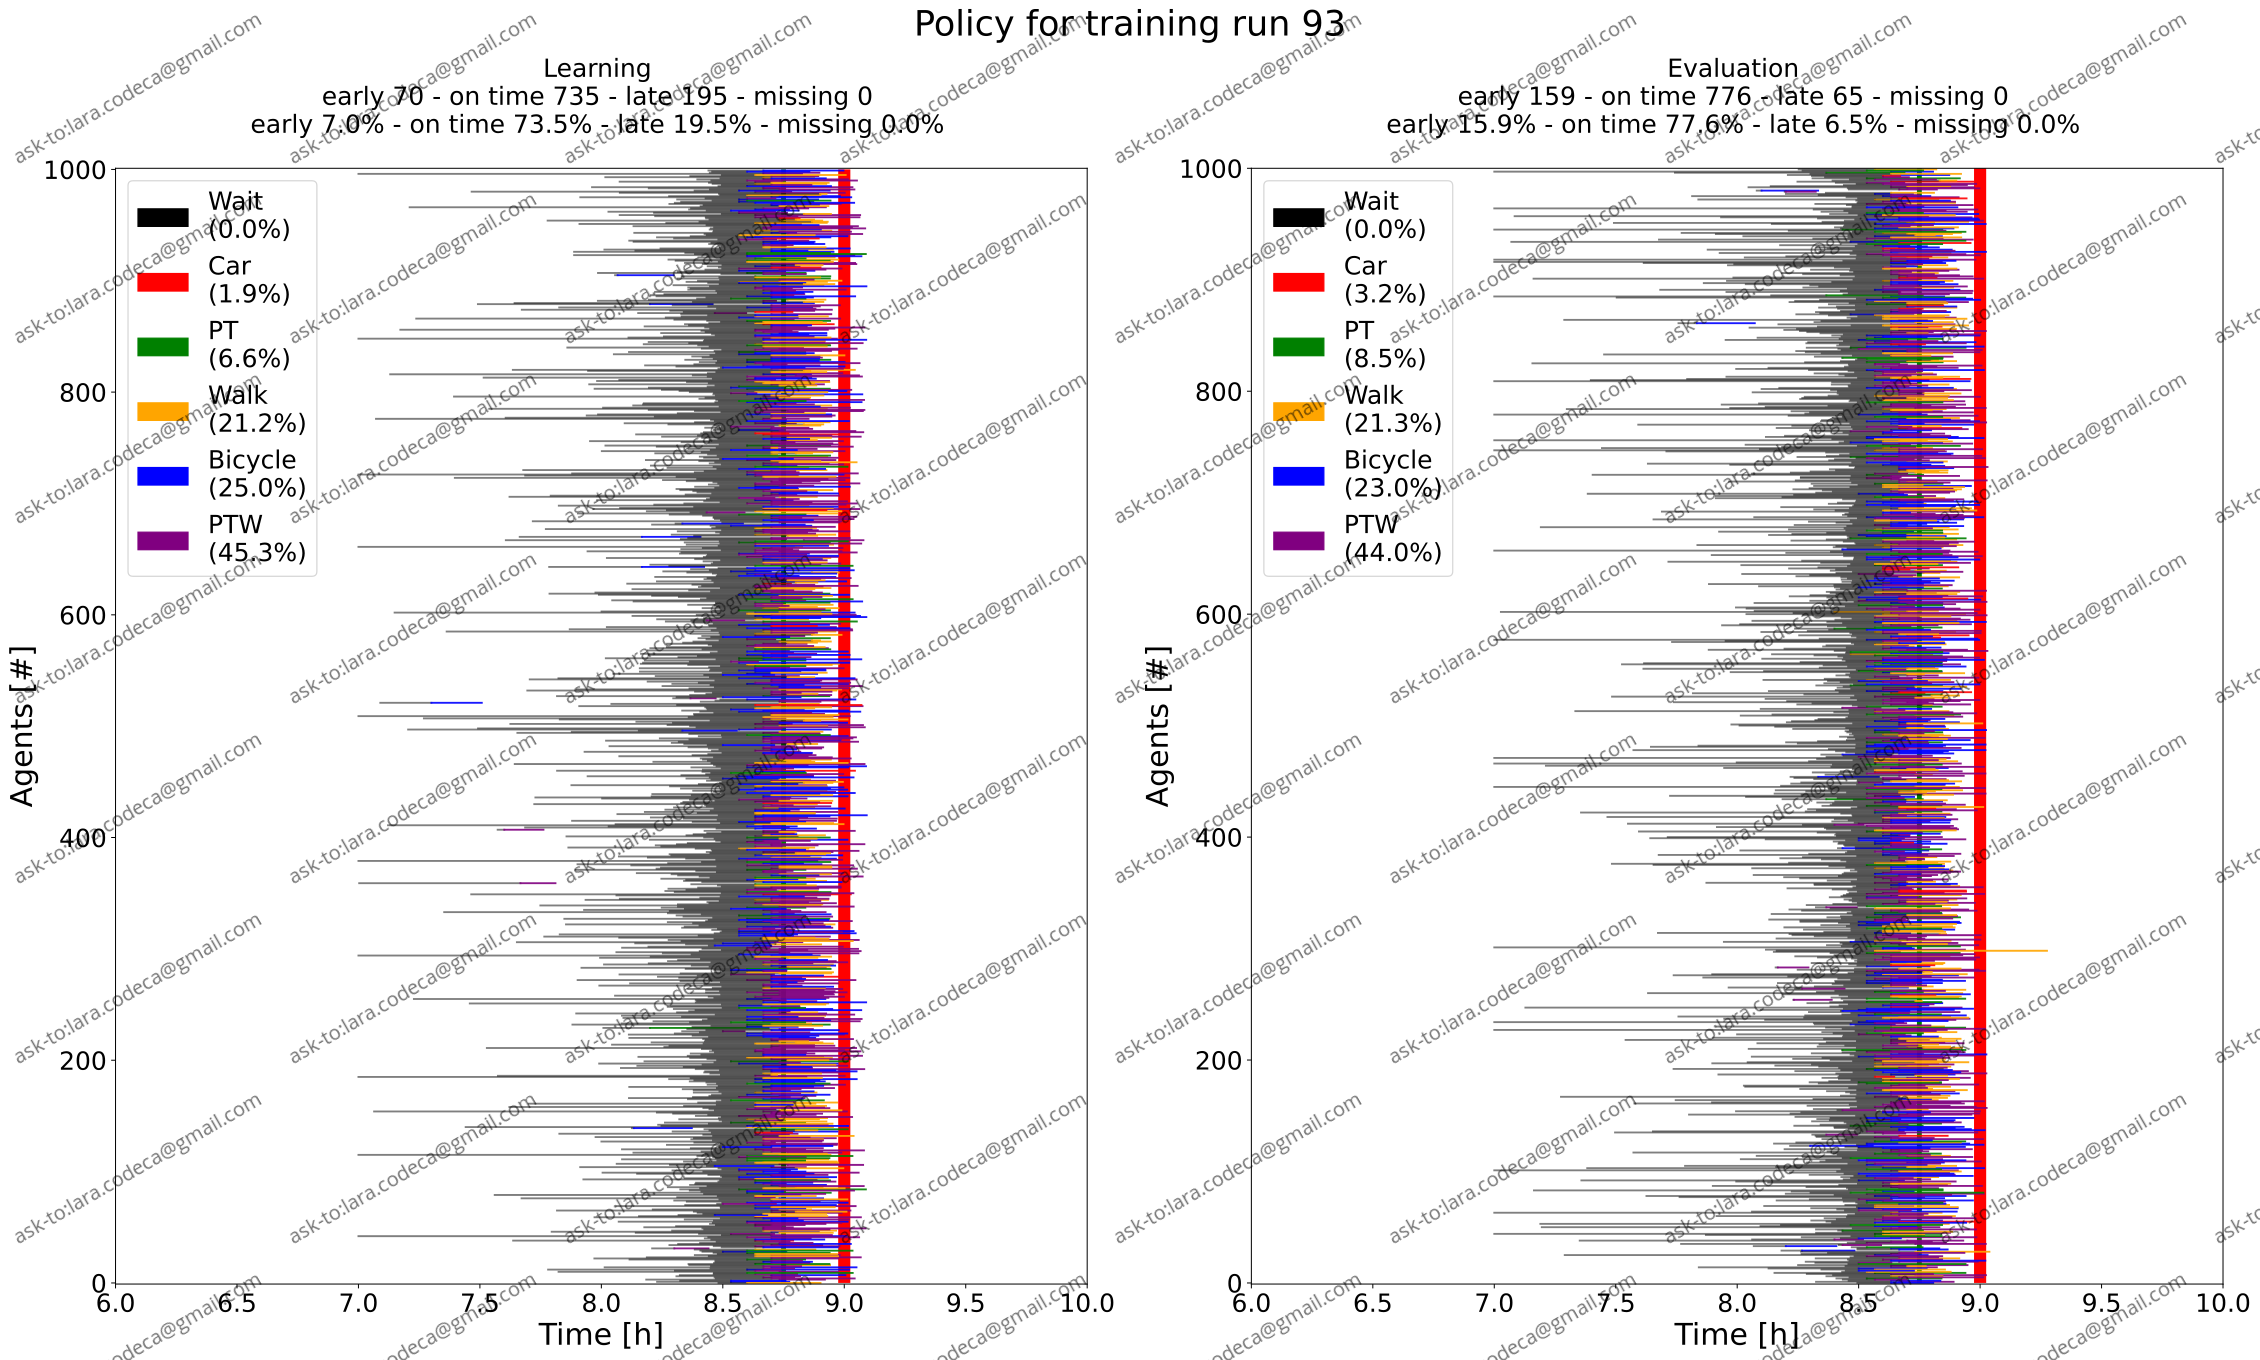 Policy for training run 93
Learning
early 70 - on time 735 - late 195 - missing 0
early 7.0% - on time 73.5% - late 19.5% - missing 0.0%
Agents [#]
1000
800
600
400
200
0
Wait
(0.0%)
Car
(1.9%)
PT
(6.6%)
Walk
(21.2%)
Bicycle
(25.0%)
PTW
(45.3%)
6.0 6.5 7.0 7.5 8.0 8.5 9.0 9.5 10.0
Time [h]
Evaluation
early 159 - on time 776 - late 65 - missing 0
early 15.9% - on time 77.6% - late 6.5% - missing 0.0%
Agents [#]
1000
800
600
400
200
0
Wait
(0.0%)
Car
(3.2%)
PT
(8.5%)
Walk
(21.3%)
Bicycle
(23.0%)
PTW
(44.0%)
6.0 6.5 7.0 7.5 8.0 8.5 9.0 9.5 10.0
Time [h]
ask-to:lara.codeca@gmail.com